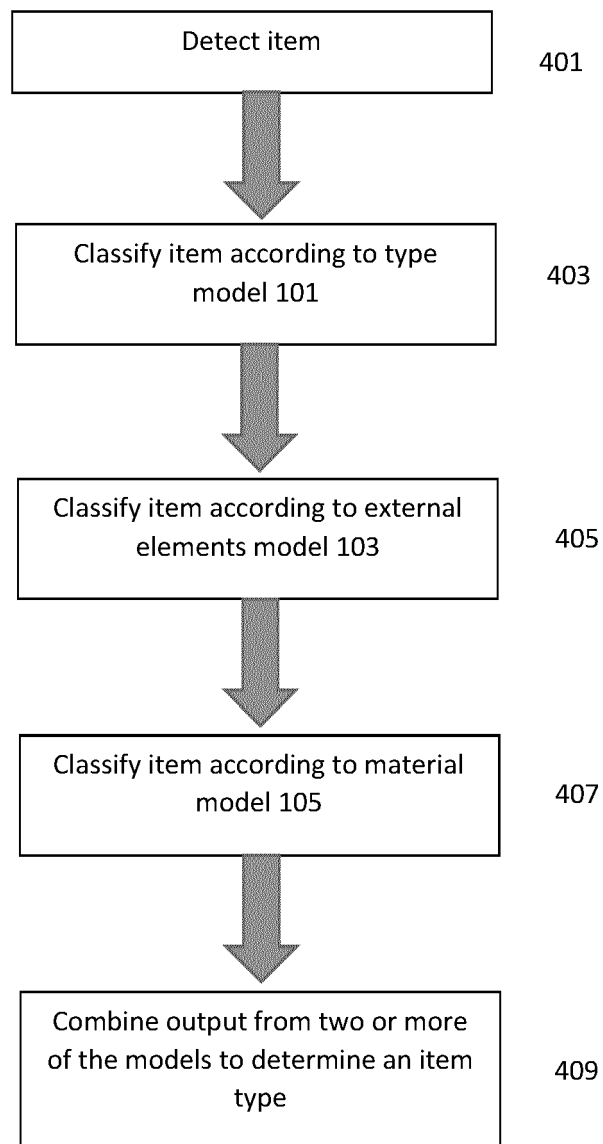 Detect item
401
Classify item according to type
model 101
403
Classify item according to external
elements model 103
405
Classify item according to material
model 105
407
Combine output from two or more
of the models to determine an item
type
409